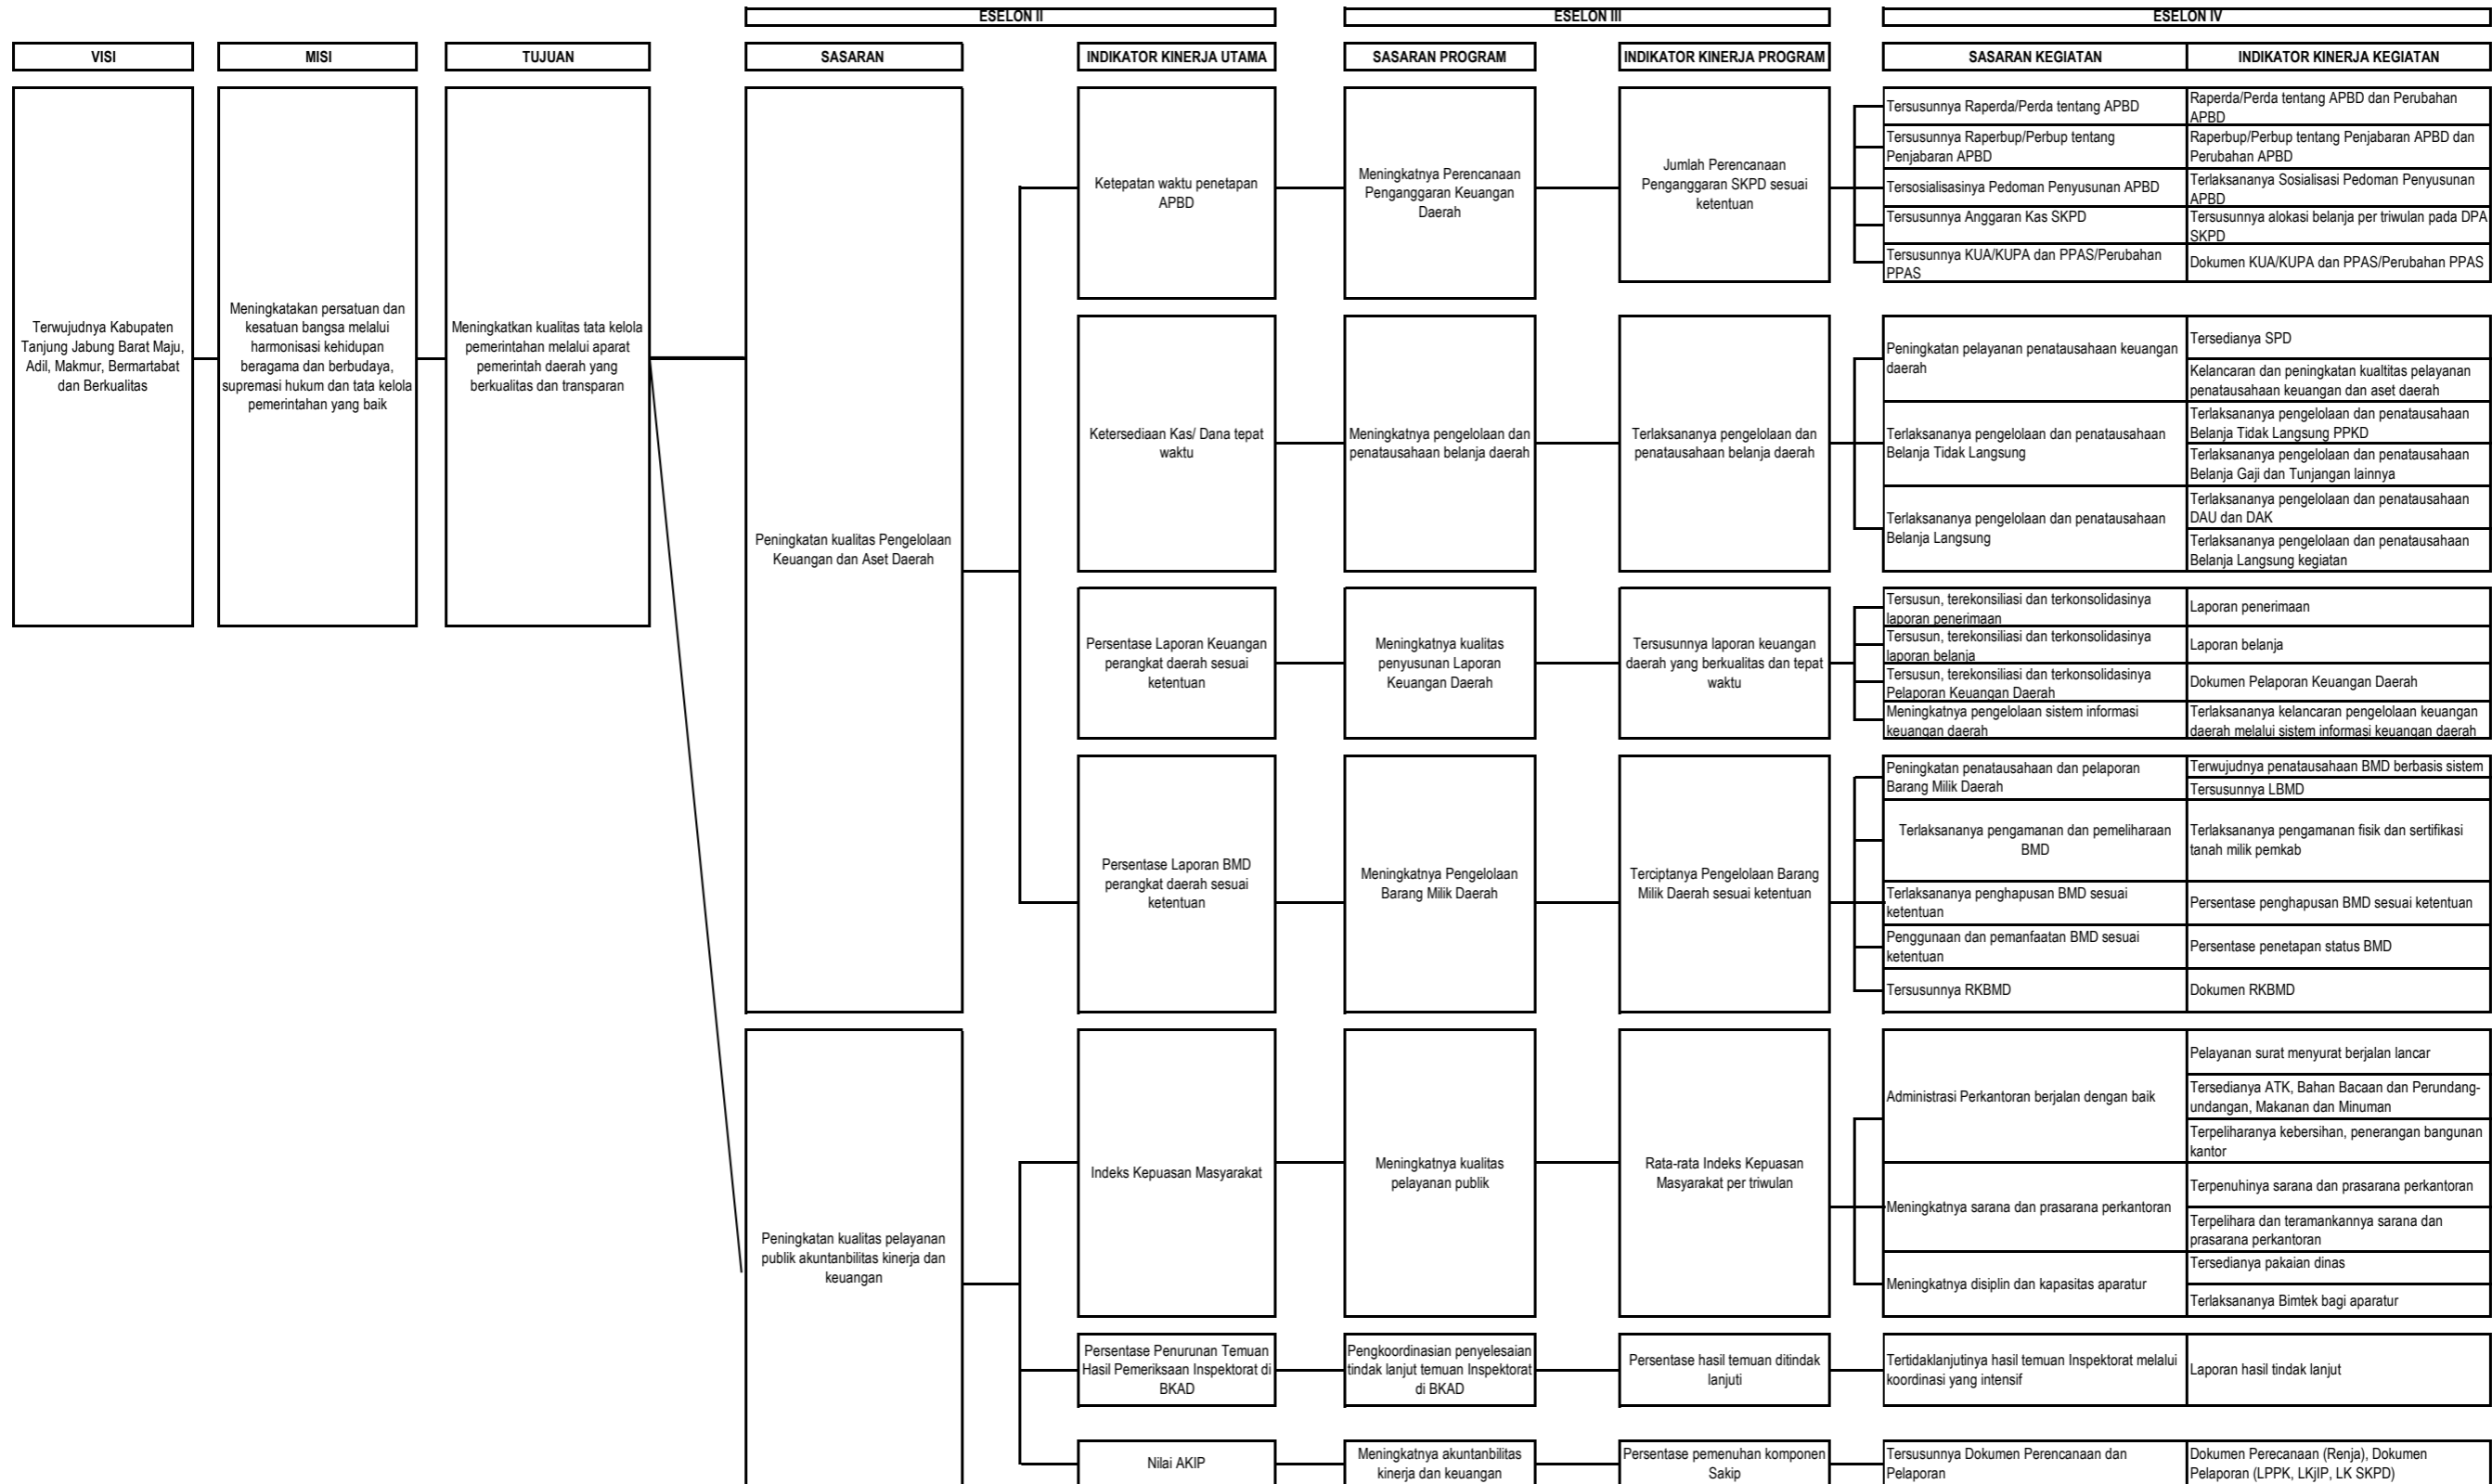 ESELON II
ESELON III
ESELON IV
VISI
MISI
TUJUAN
SASARAN
INDIKATOR KINERJA UTAMA
SASARAN PROGRAM
INDIKATOR KINERJA PROGRAM
SASARAN KEGIATAN
INDIKATOR KINERJA KEGIATAN
Terwujudnya Kabupaten
Tanjung Jabung Barat Maju,
Adil, Makmur, Bermartabat
dan Berkualitas
Meningkatakan persatuan dan
kesatuan bangsa melalui
harmonisasi kehidupan
beragama dan berbudaya,
supremasi hukum dan tata kelola
pemerintahan yang baik
Meningkatkan kualitas tata kelola
pemerintahan melalui aparat
pemerintah daerah yang
berkualitas dan transparan
Peningkatan kualitas Pengelolaan
Keuangan dan Aset Daerah
Ketepatan waktu penetapan
APBD
Meningkatnya Perencanaan
Penganggaran Keuangan
Daerah
Jumlah Perencanaan
Penganggaran SKPD sesuai
ketentuan
Tersusunnya Raperda/Perda tentang APBD
Raperda/Perda tentang APBD dan Perubahan
APBD
Tersusunnya Raperbup/Perbup tentang
Penjabaran APBD
Raperbup/Perbup tentang Penjabaran APBD dan
Perubahan APBD
Tersosialisasinya Pedoman Penyusunan APBD
Terlaksananya Sosialisasi Pedoman Penyusunan
APBD
Tersusunnya Anggaran Kas SKPD
Tersusunnya alokasi belanja per triwulan pada DPA
SKPD
Tersusunnya KUA/KUPA dan PPAS/Perubahan
PPAS
Dokumen KUA/KUPA dan PPAS/Perubahan PPAS
Ketersediaan Kas/ Dana tepat
waktu
Meningkatnya pengelolaan dan
penatausahaan belanja daerah
Terlaksananya pengelolaan dan
penatausahaan belanja daerah
Peningkatan pelayanan penatausahaan keuangan
daerah
Tersedianya SPD
Kelancaran dan peningkatan kualtitas pelayanan
penatausahaan keuangan dan aset daerah
Terlaksananya pengelolaan dan penatausahaan
Belanja Tidak Langsung
Terlaksananya pengelolaan dan penatausahaan
Belanja Tidak Langsung PPKD
Terlaksananya pengelolaan dan penatausahaan
Belanja Gaji dan Tunjangan lainnya
Terlaksananya pengelolaan dan penatausahaan
Belanja Langsung
Terlaksananya pengelolaan dan penatausahaan
DAU dan DAK
Terlaksananya pengelolaan dan penatausahaan
Belanja Langsung kegiatan
Persentase Laporan Keuangan
perangkat daerah sesuai
ketentuan
Meningkatnya kualitas
penyusunan Laporan
Keuangan Daerah
Tersusunnya laporan keuangan
daerah yang berkualitas dan tepat
waktu
Tersusun, terekonsiliasi dan terkonsolidasinya
laporan penerimaan
Laporan penerimaan
Tersusun, terekonsiliasi dan terkonsolidasinya
laporan belanja
Laporan belanja
Tersusun, terekonsiliasi dan terkonsolidasinya
Pelaporan Keuangan Daerah
Dokumen Pelaporan Keuangan Daerah
Meningkatnya pengelolaan sistem informasi
keuangan daerah
Terlaksananya kelancaran pengelolaan keuangan
daerah melalui sistem informasi keuangan daerah
Persentase Laporan BMD
perangkat daerah sesuai
ketentuan
Meningkatnya Pengelolaan
Barang Milik Daerah
Terciptanya Pengelolaan Barang
Milik Daerah sesuai ketentuan
Peningkatan penatausahaan dan pelaporan
Barang Milik Daerah
Terwujudnya penatausahaan BMD berbasis sistem
Tersusunnya LBMD
Terlaksananya pengamanan dan pemeliharaan
BMD
Terlaksananya pengamanan fisik dan sertifikasi
tanah milik pemkab
Terlaksananya penghapusan BMD sesuai
ketentuan
Persentase penghapusan BMD sesuai ketentuan
Penggunaan dan pemanfaatan BMD sesuai
ketentuan
Persentase penetapan status BMD
Tersusunnya RKBMD
Dokumen RKBMD
Peningkatan kualitas pelayanan
publik akuntanbilitas kinerja dan
keuangan
Indeks Kepuasan Masyarakat
Meningkatnya kualitas
pelayanan publik
Rata-rata Indeks Kepuasan
Masyarakat per triwulan
Administrasi Perkantoran berjalan dengan baik
Pelayanan surat menyurat berjalan lancar
Tersedianya ATK, Bahan Bacaan dan Perundang-
undangan, Makanan dan Minuman
Terpeliharanya kebersihan, penerangan bangunan
kantor
Meningkatnya sarana dan prasarana perkantoran
Terpenuhinya sarana dan prasarana perkantoran
Terpelihara dan teramankannya sarana dan
prasarana perkantoran
Meningkatnya disiplin dan kapasitas aparatur
Tersedianya pakaian dinas
Terlaksananya Bimtek bagi aparatur
Persentase Penurunan Temuan
Hasil Pemeriksaan Inspektorat di
BKAD
Pengkoordinasian penyelesaian
tindak lanjut temuan Inspektorat
di BKAD
Persentase hasil temuan ditindak
lanjuti
Tertidaklanjutinya hasil temuan Inspektorat melalui
koordinasi yang intensif
Laporan hasil tindak lanjut
Nilai AKIP
Meningkatnya akuntanbilitas
kinerja dan keuangan
Persentase pemenuhan komponen
Sakip
Tersusunnya Dokumen Perencanaan dan
Pelaporan
Dokumen Perecanaan (Renja), Dokumen
Pelaporan (LPPK, LKjIP, LK SKPD)